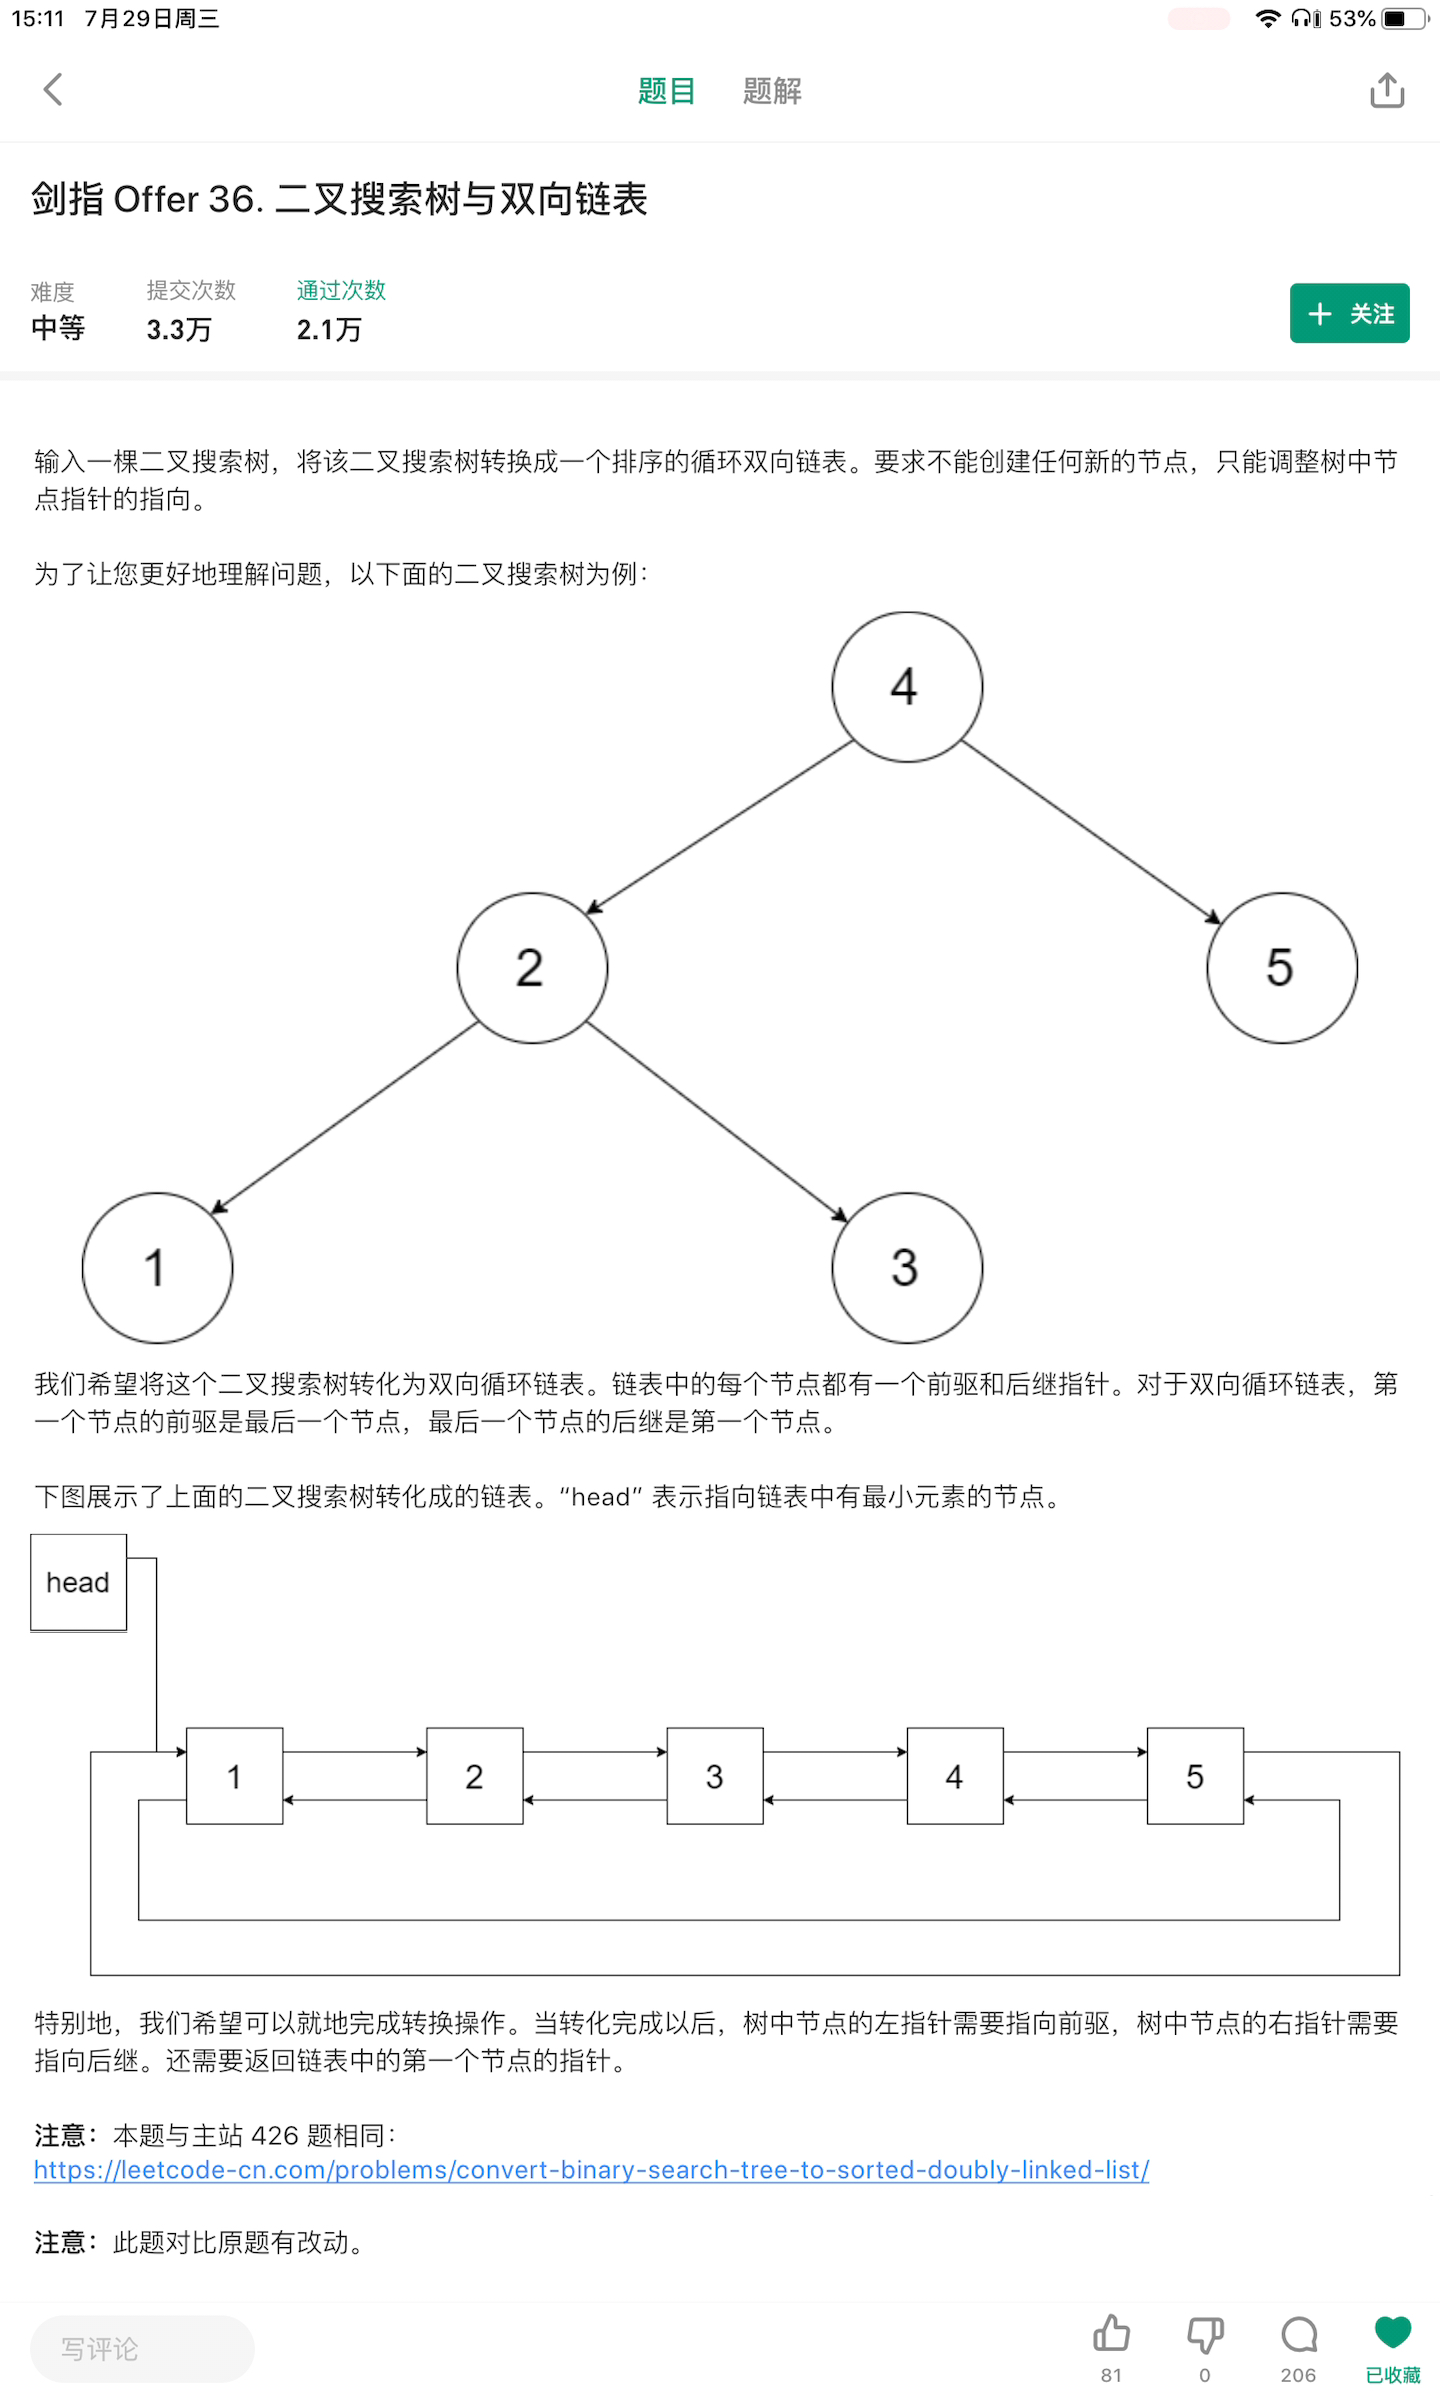 15:11 7月29日周三
53%
题目 题解
剑指 Offer 36. 二叉搜索树与双向链表
难度 提交次数 通过次数
中等 3.3万 2.1万
+ 关注
输入一棵二叉搜索树，将该二叉搜索树转换成一个排序的循环双向链表。要求不能创建任何新的节点，只能调整树中节
点指针的指向。
为了让您更好地理解问题，以下面的二叉搜索树为例：
4
2 5
1 3
我们希望将这个二叉搜索树转化为双向循环链表。链表中的每个节点都有一个前驱和后继指针。对于双向循环链表，第
一个节点的前驱是最后一个节点，最后一个节点的后继是第一个节点。
下图展示了上面的二叉搜索树转化成的链表。“head” 表示指向链表中有最小元素的节点。
head
1 2 3 4 5
特别地，我们希望可以就地完成转换操作。当转化完成以后，树中节点的左指针需要指向前驱，树中节点的右指针需要
指向后继。还需要返回链表中的第一个节点的指针。
注意：本题与主站 426 题相同：
https://leetcode-cn.com/problems/convert-binary-search-tree-to-sorted-doubly-linked-list/
注意：此题对比原题有改动。
写评论
81 0 206 已收藏